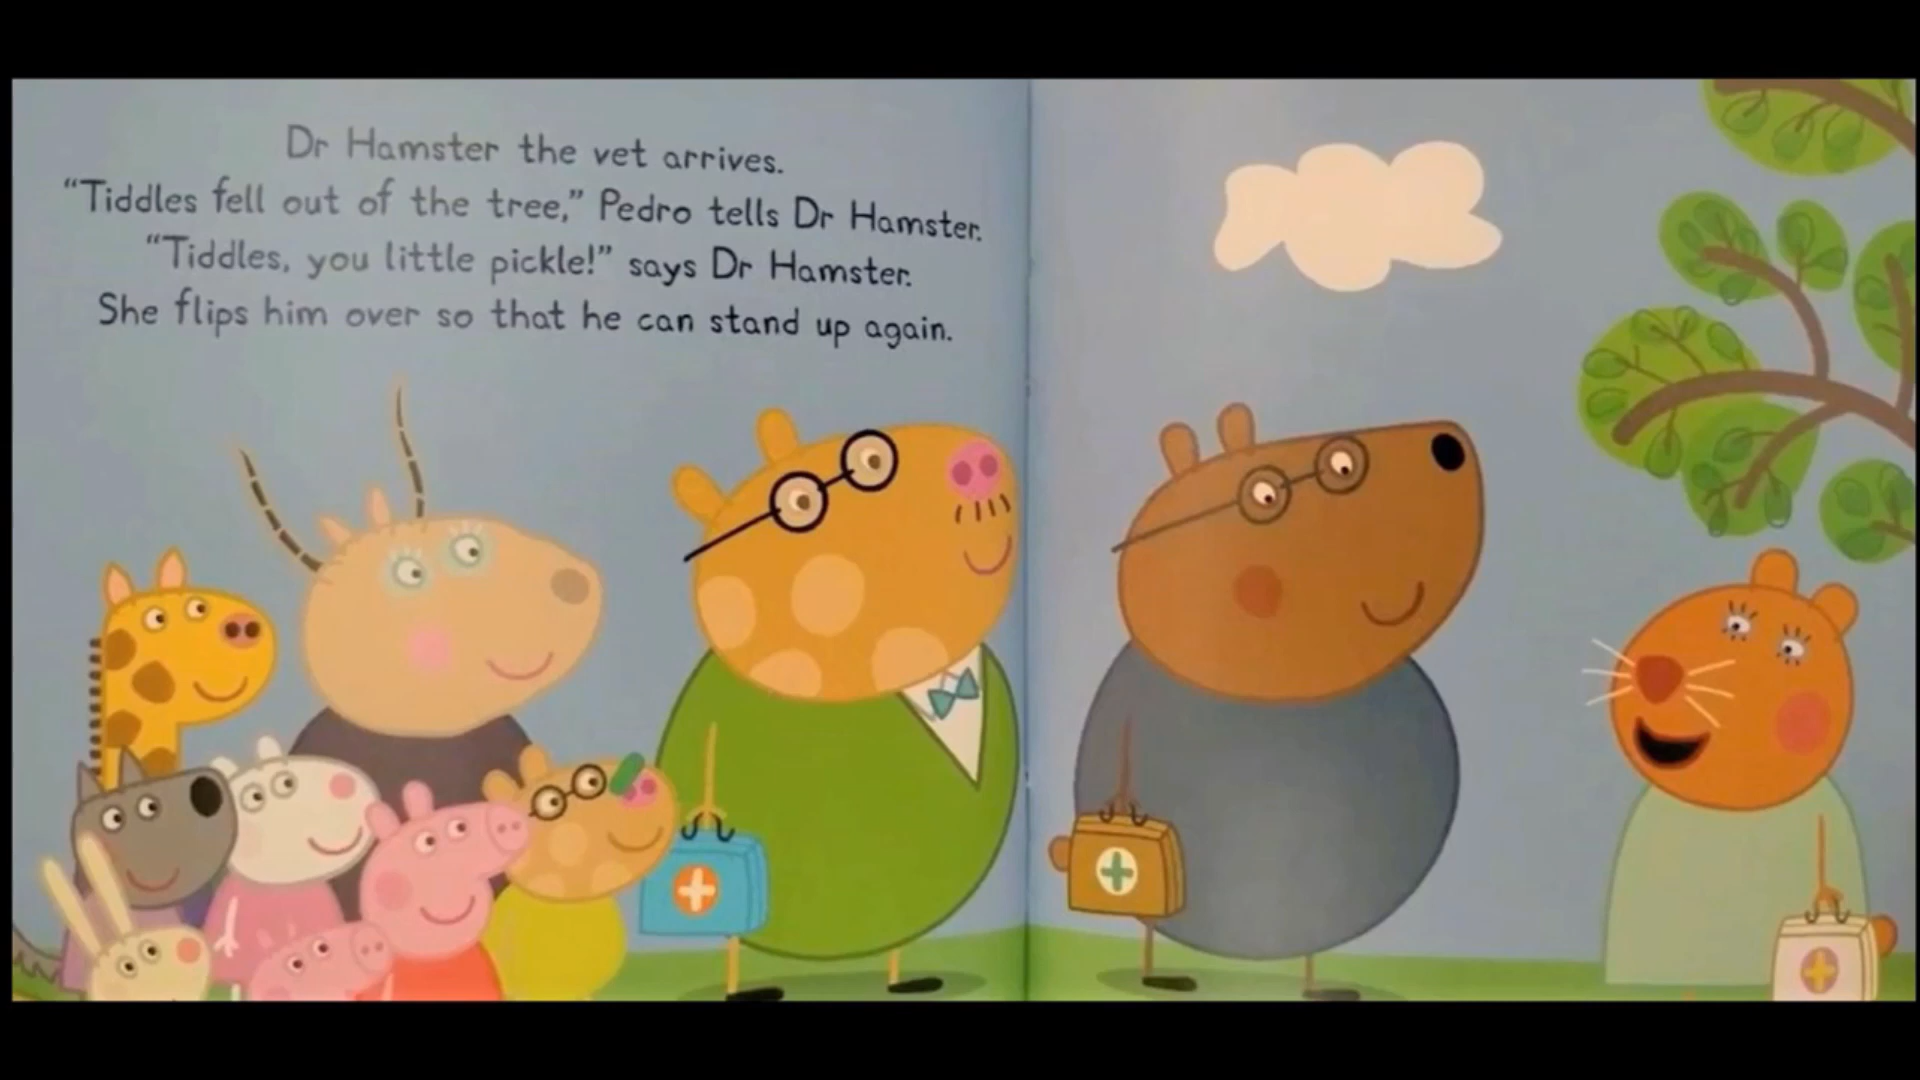 Dr Hamster the vet arrives.
“Tiddles fell out of the tree,” Pedro tells Dr Hamster.
“Tiddles, you little pickle!” says Dr Hamster.
She flips him over so that he can stand up again.